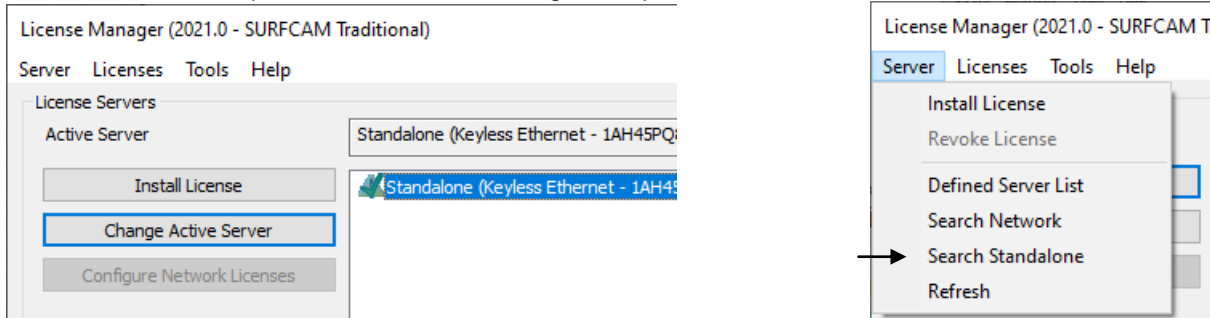 License Manager (2021.0 - SURFCAM Traditional)
Server Licenses Tools Help
License Servers
Active Server
Standalone (Keyless Ethernet - 1AH45PQ
Install License
Standalone (Keyless Ethernet - 1AH45
Change Active Server
Configure Network Licenses
License Manager (2021.0 - SURFCAM T
Server Licenses Tools Help
Install License
Revoke License
Defined Server List
Search Network
Search Standalone
Refresh